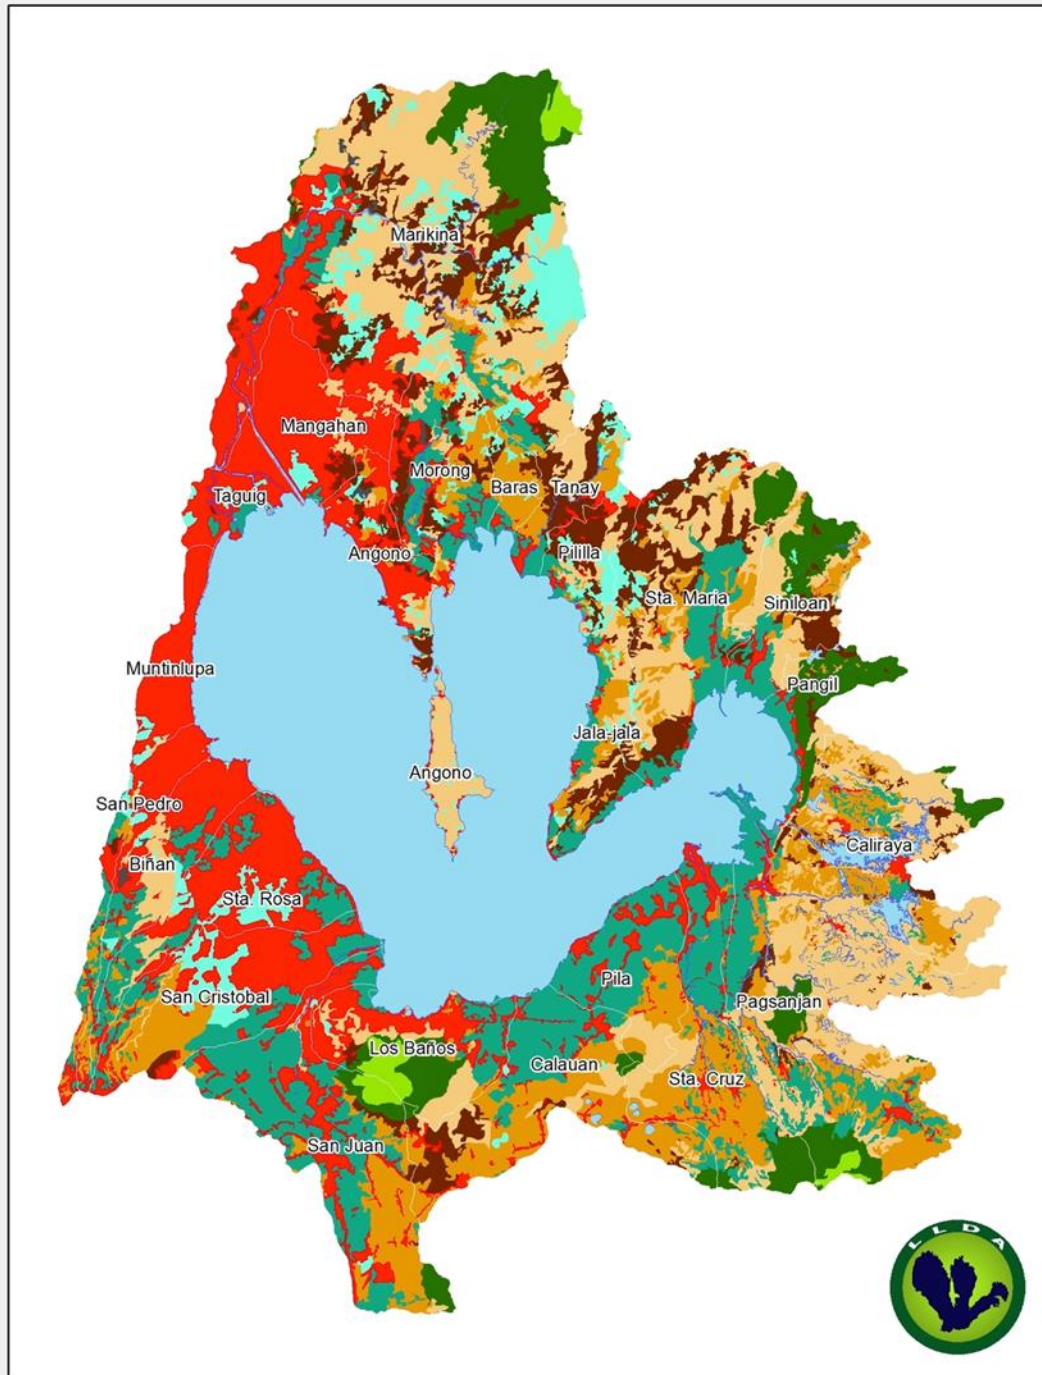 Marikina
Mangahan
Morong
Baras
Tanay
Taguig
Angono
Pililla
Sta. Maria
Siniloan
Muntinlupa
Pangil
Jala-jala
Angono
San Pedro
Caliraya
Biñan
Sta. Rosa
Pila
San Cristobal
Pagsanjan
Los Baños
Calauan
Sta. Cruz
San Juan
LLDA